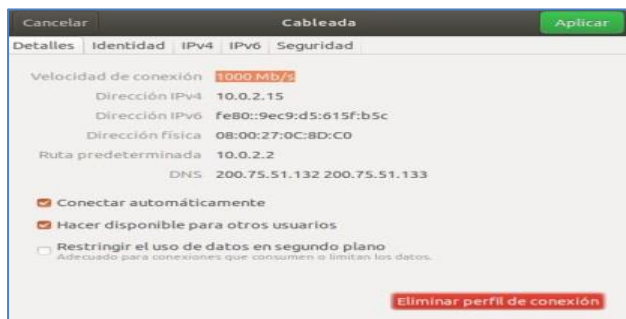 Cancelar Cableada Aplicar
Detalles Identidad IPv4 IPv6 Seguridad
Velocidad de conexión 1000 Mb/s
Dirección IPv4 10.0.2.15
Dirección IPv6 fe80::9ec9:d5:615f:b5c
Dirección física 08:00:27:0C:8D:C0
Ruta predeterminada 10.0.2.2
DNS 200.75.51.132 200.75.51.133
Conectar automáticamente
Hacer disponible para otros usuarios
Restringir el uso de datos en segundo plano
Adecuado para conexiones que consumen o limitan los datos.
Eliminar perfil de conexión